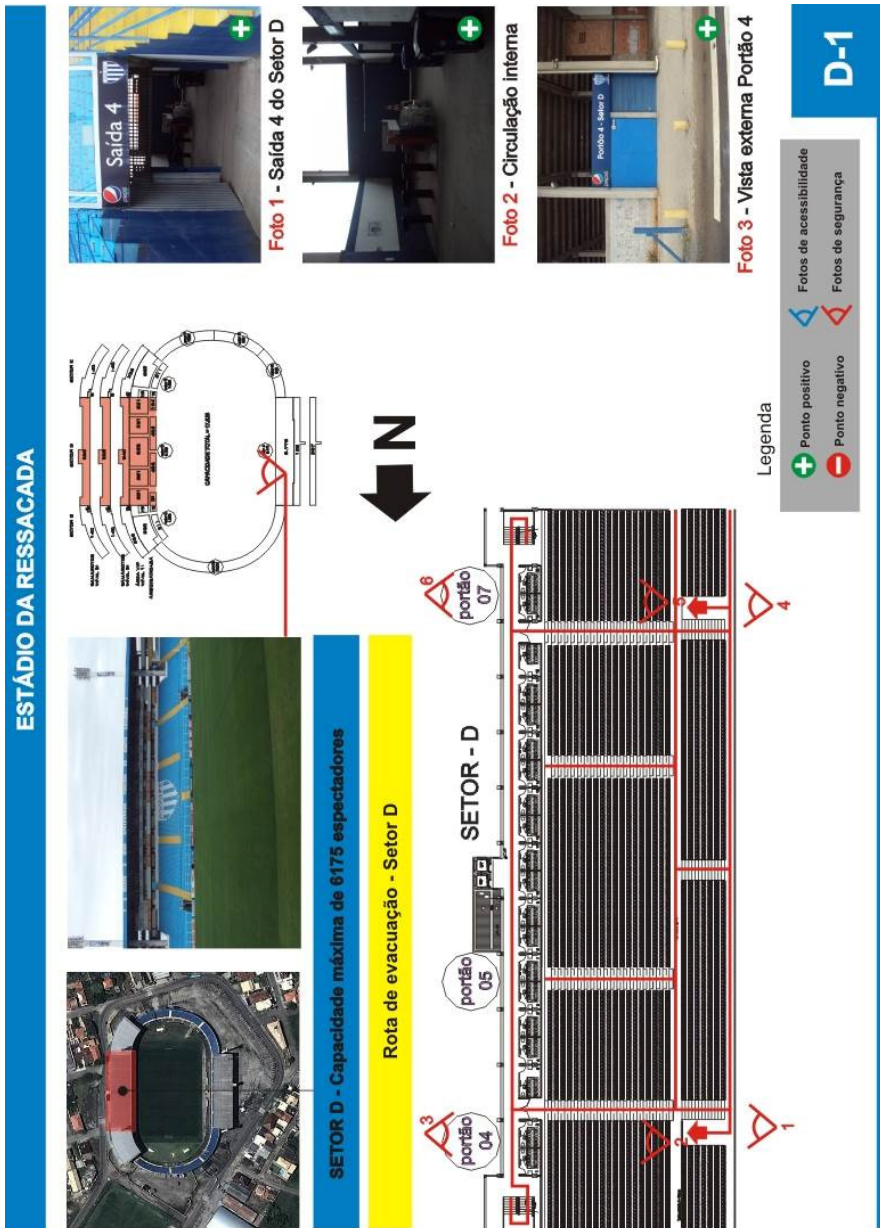 ESTÁDIO DA RESSACADA
D-1
SETOR D - Capacidade máxima de 6175 espectadores
Rota de evacuação - Setor D
SETOR D
CAPACIDADE TOTAL =
N
Saída 4
Foto 1 - Saída 4 do Setor D
Foto 2 - Circulação interna
Portão 4 - Setor D
Foto 3 - Vista externa Portão 4
SETOR - D
3
portão
04
portão
05
6
portão
07
2
5
1
4
Legenda
Ponto positivo
Fotos de acessibilidade
Ponto negativo
Fotos de segurança